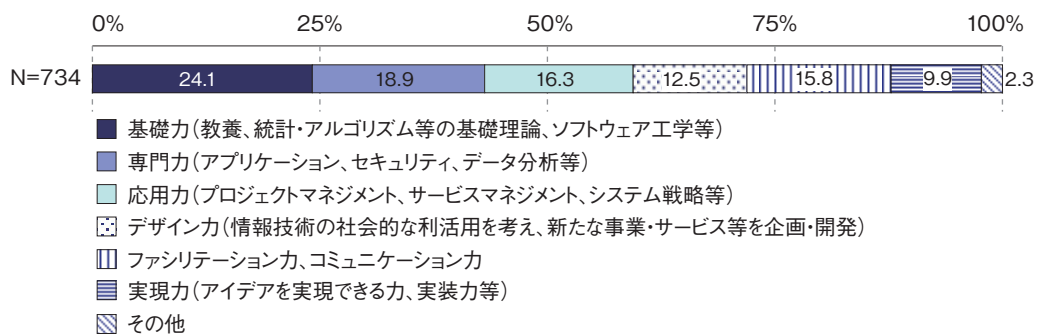 0% 25% 50% 75% 100%
N=734 24.1 18.9 16.3 12.5 15.8 9.9 2.3
基礎力（教養、統計・アルゴリズム等の基礎理論、ソフトウェア工学等）
専門力（アプリケーション、セキュリティ、データ分析等）
応用力（プロジェクトマネジメント、サービスマネジメント、システム戦略等）
デザイン力（情報技術の社会的な利活用を考え、新たな事業・サービス等を企画・開発）
ファシリテーション力、コミュニケーション力
実現力（アイデアを実現できる力、実装力等）
その他